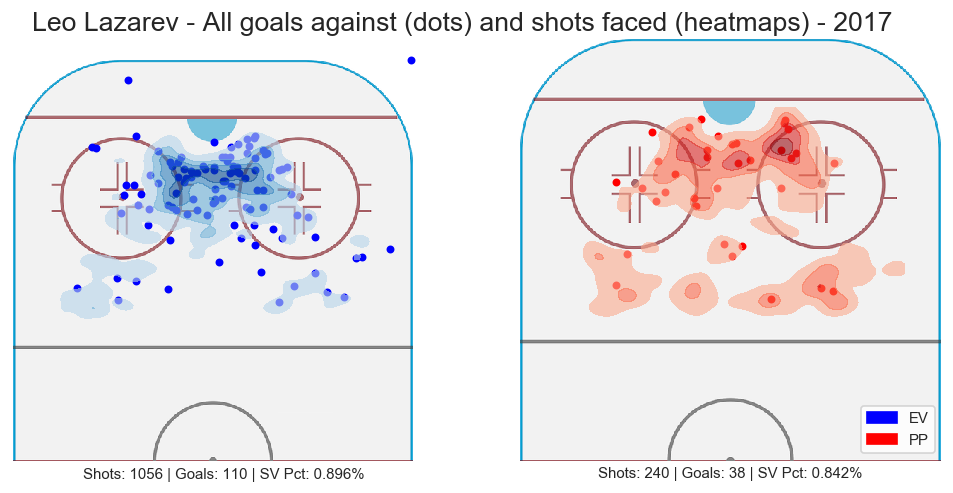 Leo Lazarev - All goals against (dots) and shots faced (heatmaps) - 2017
EV
PP
Shots: 1056 | Goals: 110 | SV Pct: 0.896%
Shots: 240 | Goals: 38 | SV Pct: 0.842%